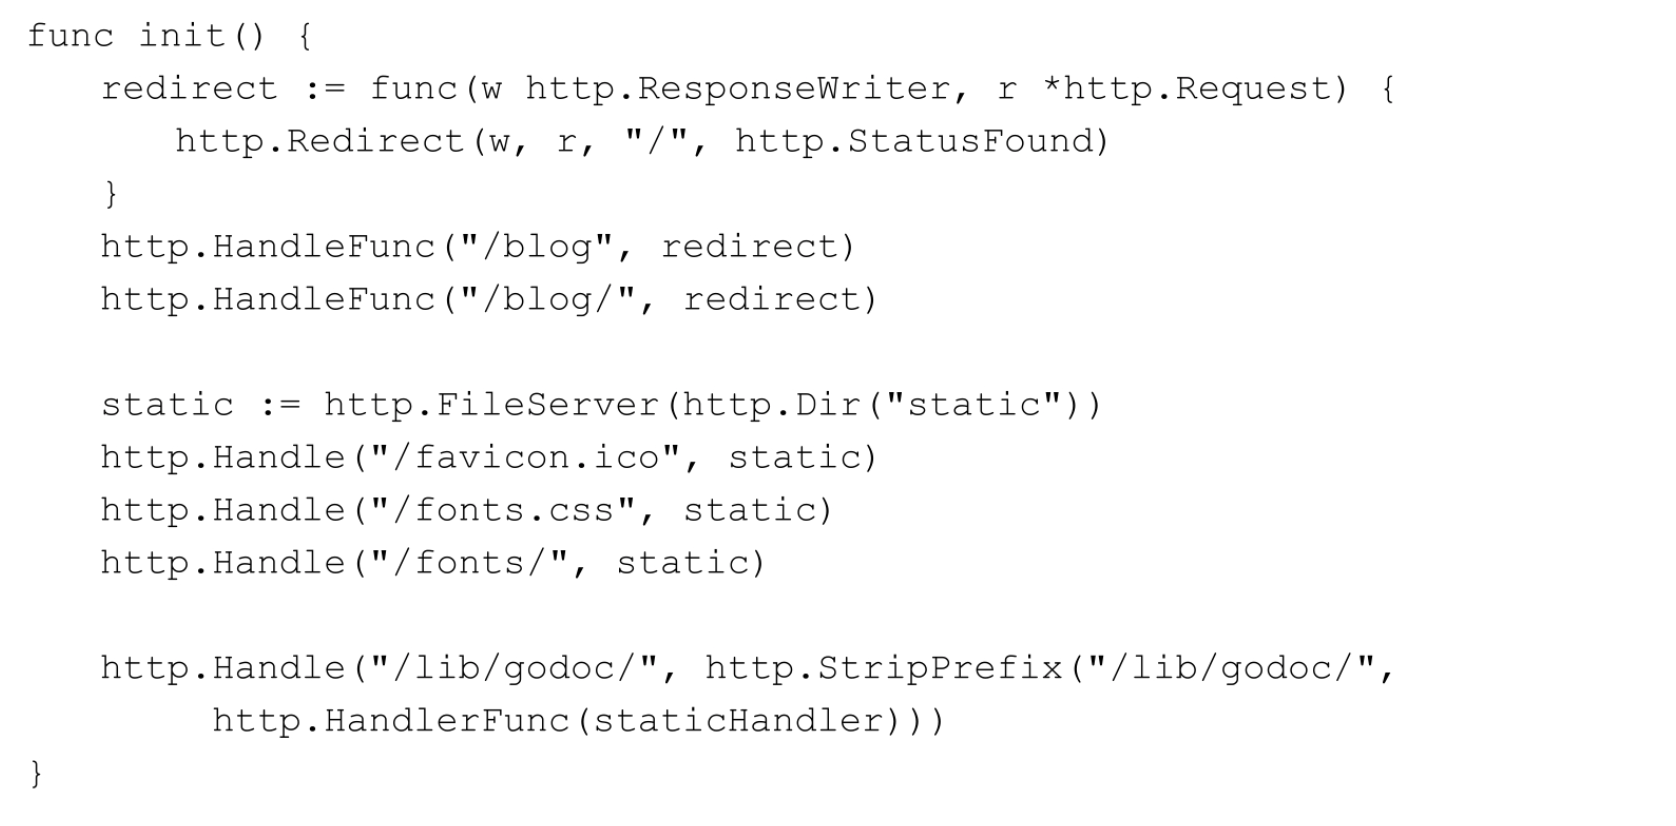 func init() {
    redirect := func(w http.ResponseWriter, r *http.Request) {
        http.Redirect(w, r, "/", http.StatusFound)
    }
    http.HandleFunc("/blog", redirect)
    http.HandleFunc("/blog/", redirect)

    static := http.FileServer(http.Dir("static"))
    http.Handle("/favicon.ico", static)
    http.Handle("/fonts.css", static)
    http.Handle("/fonts/", static)

    http.Handle("/lib/godoc/", http.StripPrefix("/lib/godoc/",
          http.HandlerFunc(staticHandler)))
}